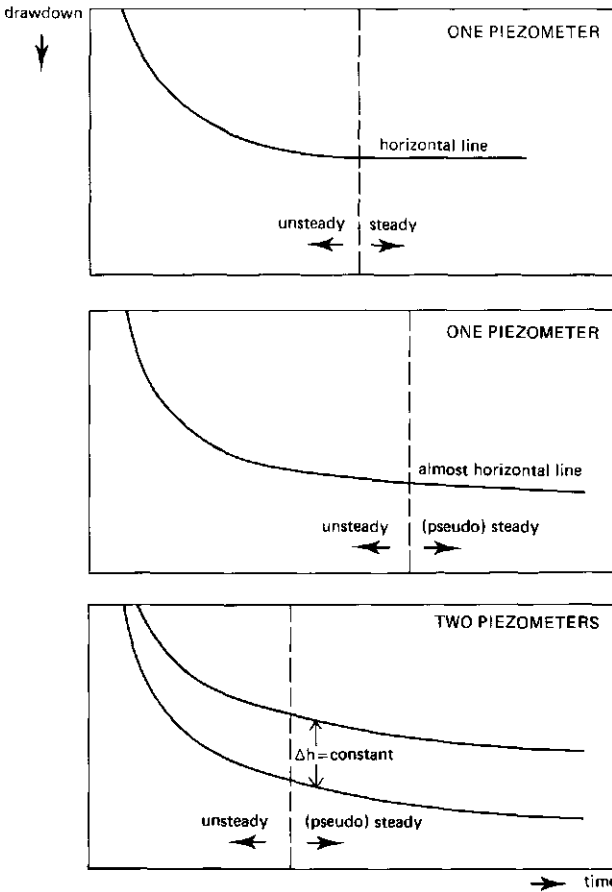 drawdown
ONE PIEZOMETER
horizontal line
unsteady steady
ONE PIEZOMETER
almost horizontal line
unsteady (pseudo) steady
TWO PIEZOMETERS
Δh=constant
unsteady (pseudo) steady
time